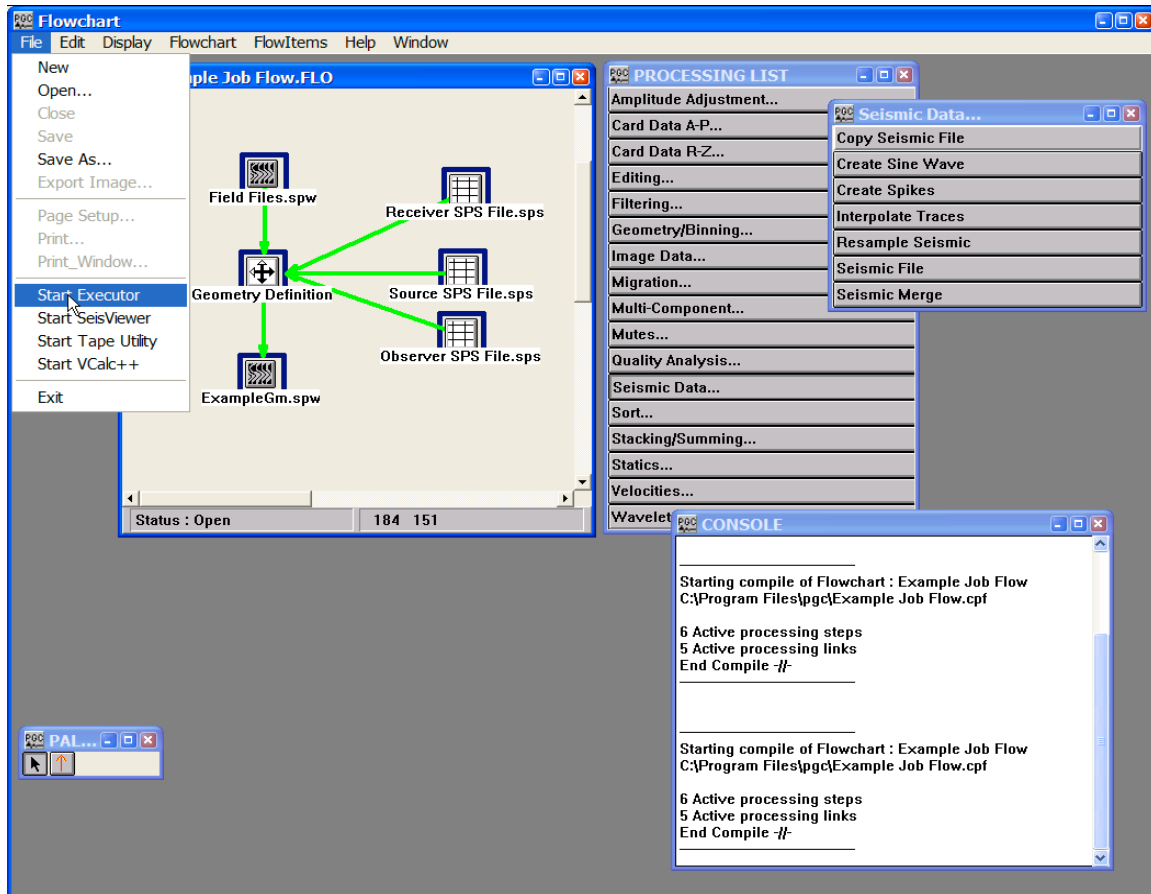 PGC Flowchart
File Edit Display Flowchart FlowItems Help Window
New
Open...
Close
Save
Save As...
Export Image...
Page Setup...
Print...
Print_Window...
Start Executor
Start SeisViewer
Start Tape Utility
Start VCalc++
Exit
ple Job Flow.FLO
Field Files.spw
Receiver SPS File.sps
Geometry Definition
Source SPS File.sps
Observer SPS File.sps
ExampleGm.spw
Status : Open 184 151
PGC PROCESSING LIST
Amplitude Adjustment...
Card Data A-P...
Card Data R-Z...
Editing...
Filtering...
Geometry/Binning...
Image Data...
Migration...
Multi-Component...
Mutes...
Quality Analysis...
Seismic Data...
Sort...
Stacking/Summing...
Statics...
Velocities...
Wavelet
PGC Seismic Data...
Copy Seismic File
Create Sine Wave
Create Spikes
Interpolate Traces
Resample Seismic
Seismic File
Seismic Merge
PGC CONSOLE
Starting compile of Flowchart : Example Job Flow
C:\Program Files\pgc\Example Job Flow.cpf
6 Active processing steps
5 Active processing links
End Compile -//-
Starting compile of Flowchart : Example Job Flow
C:\Program Files\pgc\Example Job Flow.cpf
6 Active processing steps
5 Active processing links
End Compile -//-
PGC PAL...